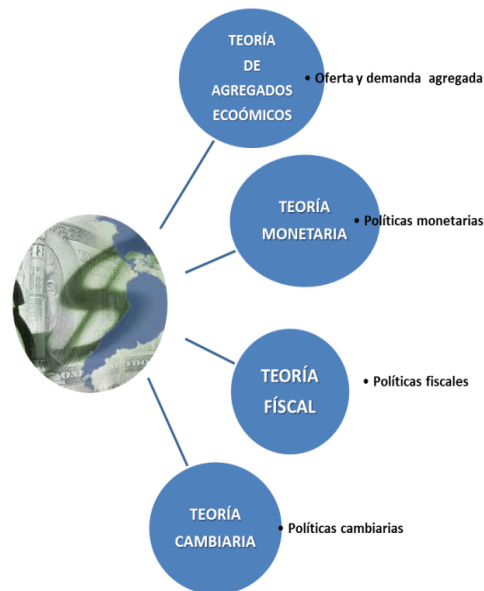 TEORÍA
DE
AGREGADOS
ECOÓMICOS
• Oferta y demanda agregada
TEORÍA
MONETARIA
• Políticas monetarias
TEORÍA
FÍSCAL
• Políticas fiscales
TEORÍA
CAMBIARIA
• Políticas cambiarias